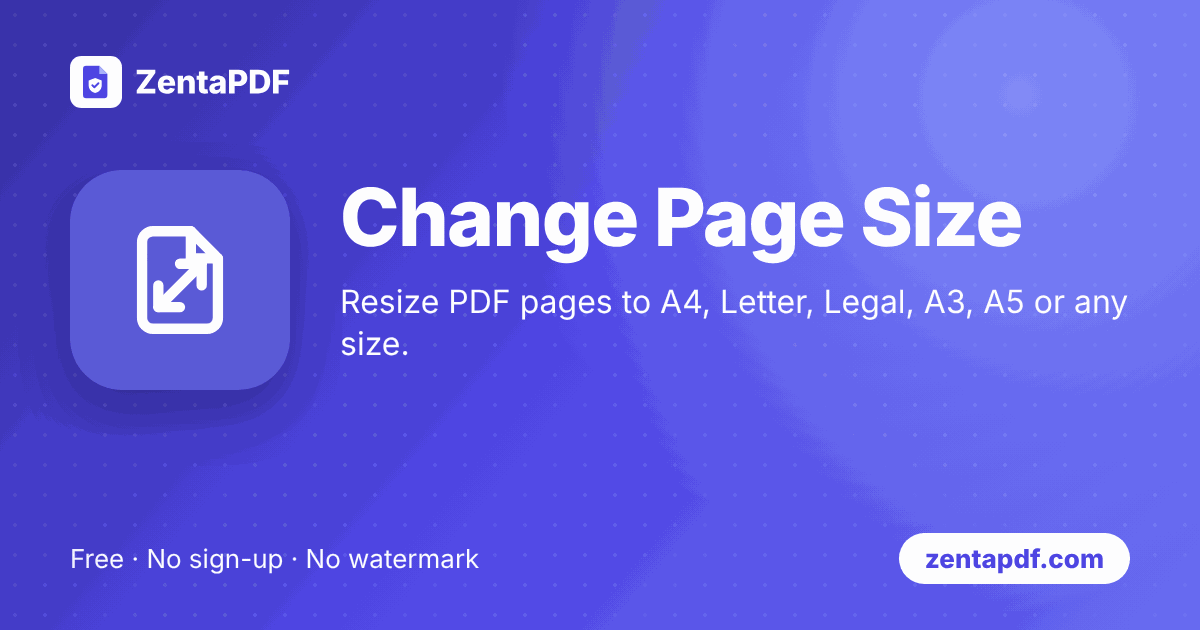 ZentaPDF
Change Page Size
Resize PDF pages to A4, Letter, Legal, A3, A5 or any
size.
Free · No sign-up · No watermark
zentapdf.com